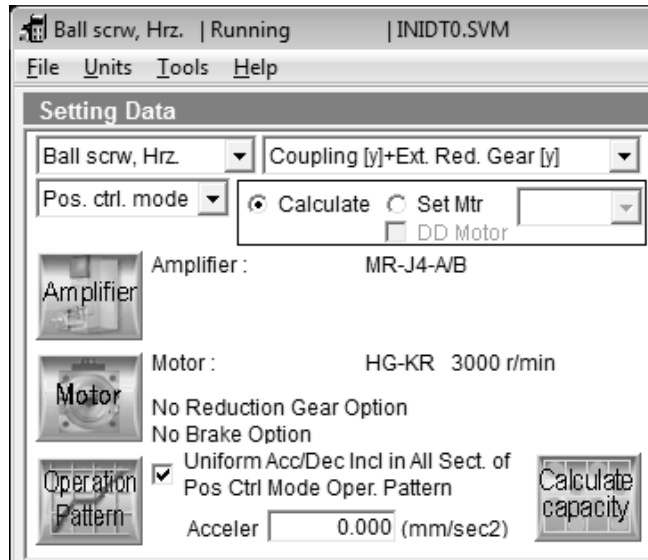 Ball scrw, Hrz. | Running | INIDT0.SVM
File Units Tools Help
Setting Data
Ball scrw, Hrz. Coupling [y]+Ext. Red. Gear [y]
Pos. ctrl. mode Calculate Set Mtr
DD Motor
Amplifier Amplifier : MR-J4-A/B
Motor Motor : HG-KR 3000 r/min
No Reduction Gear Option
No Brake Option
Operation Pattern Uniform Acc/Dec Incl in All Sect. of
Pos Ctrl Mode Oper. Pattern
Calculate capacity
Acceler 0.000 (mm/sec2)